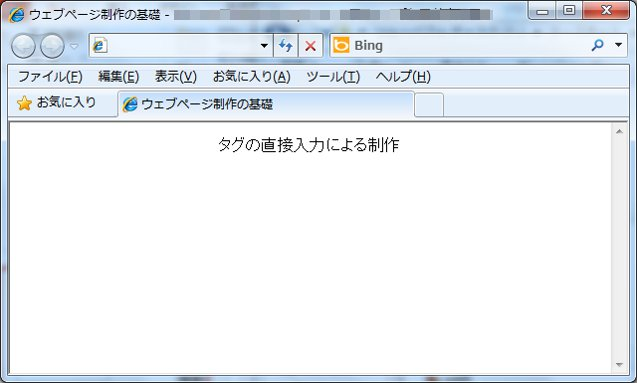 ウェブページ制作の基礎 -
Bing
ファイル(F) 編集(E) 表示(V) お気に入り(A) ツール(T) ヘルプ(H)
お気に入り ウェブページ制作の基礎
タグの直接入力による制作